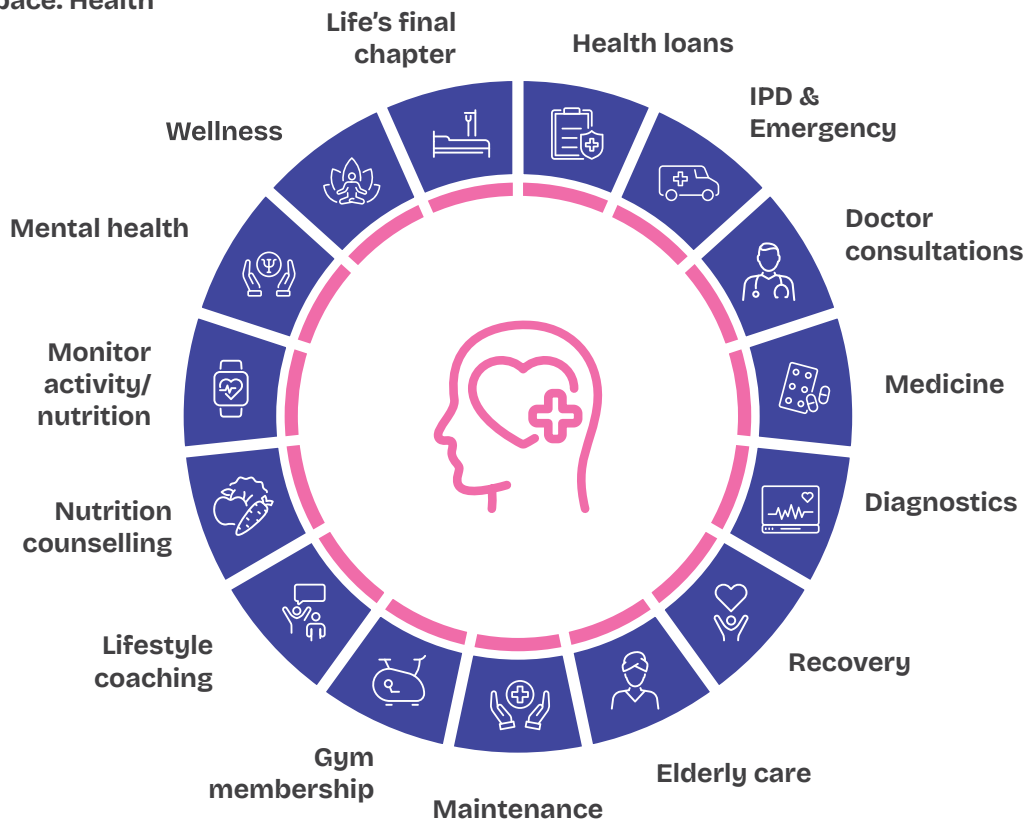 Health
Life's final
chapter
Health loans
IPD &
Emergency
Wellness
Doctor
consultations
Mental health
Monitor
activity/
nutrition
Medicine
Diagnostics
Nutrition
counselling
Lifestyle
coaching
Recovery
Gym
membership
Elderly care
Maintenance
Ψ